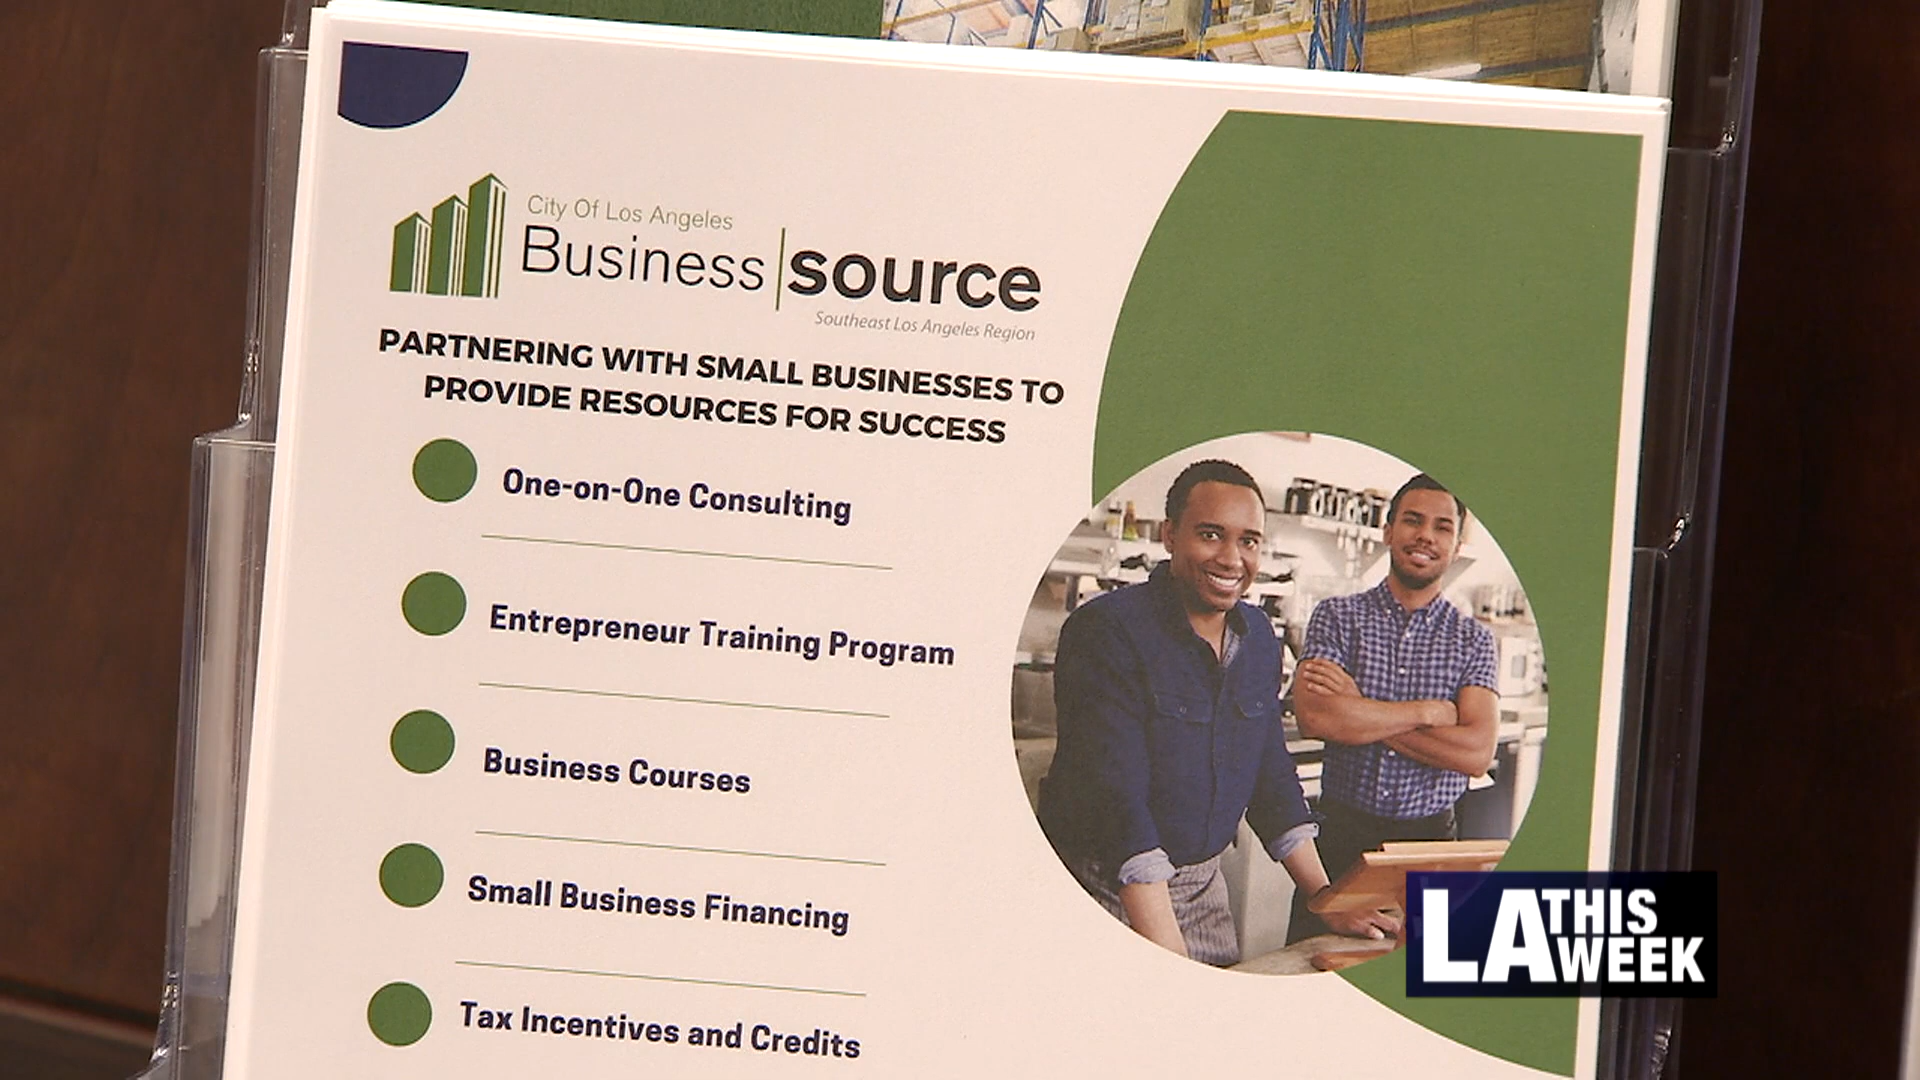 City Of Los Angeles
Business source
Southeast Los Angeles Region
PARTNERING WITH SMALL BUSINESSES TO
PROVIDE RESOURCES FOR SUCCESS
One-on-One Consulting
Entrepreneur Training Program
Business Courses
Small Business Financing
Tax Incentives and Credits
LA THIS
WEEK